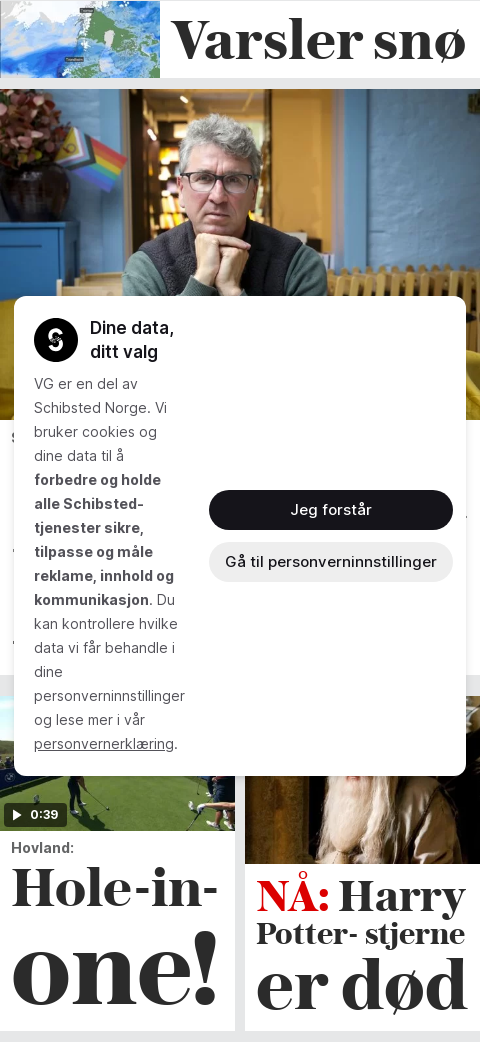 Varsler snø
Dine data,
ditt valg
VG er en del av
Schibsted Norge. Vi
bruker cookies og
dine data til å
forbedre og holde
alle Schibsted-
tjenester sikre,
tilpasse og måle
reklame, innhold og
kommunikasjon. Du
kan kontrollere hvilke
data vi får behandle i
dine
personverninnstillinger
og lese mer i vår
personvernerklæring.
Jeg forstår
Gå til personverninnstillinger
0:39
Hovland:
Hole-in-
one!
NÅ: Harry
Potter- stjerne
er død